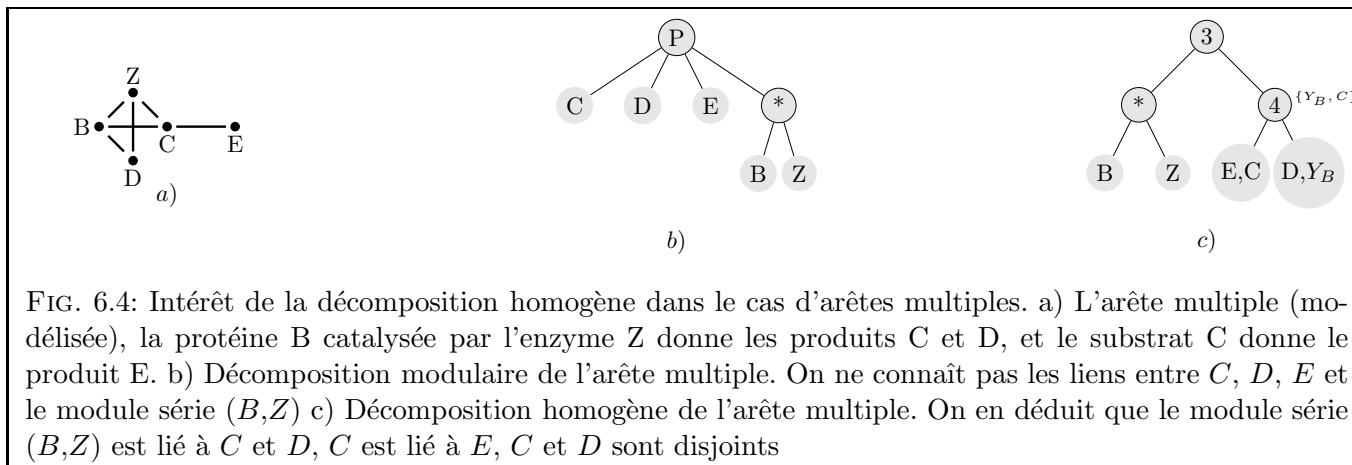 Z
B
C
E
D
a)
P
C
D
E
*
B
Z
b)
3
*
4
{Y_B, C}
B
Z
E,C
D,Y_B
c)
FIG. 6.4: Intérêt de la décomposition homogène dans le cas d'arêtes multiples. a) L'arête multiple (mo-
délisée), la protéine B catalysée par l'enzyme Z donne les produits C et D, et le substrat C donne le
produit E. b) Décomposition modulaire de l'arête multiple. On ne connaît pas les liens entre C, D, E et
le module série (B,Z) c) Décomposition homogène de l'arête multiple. On en déduit que le module série
(B,Z) est lié à C et D, C est lié à E, C et D sont disjoints